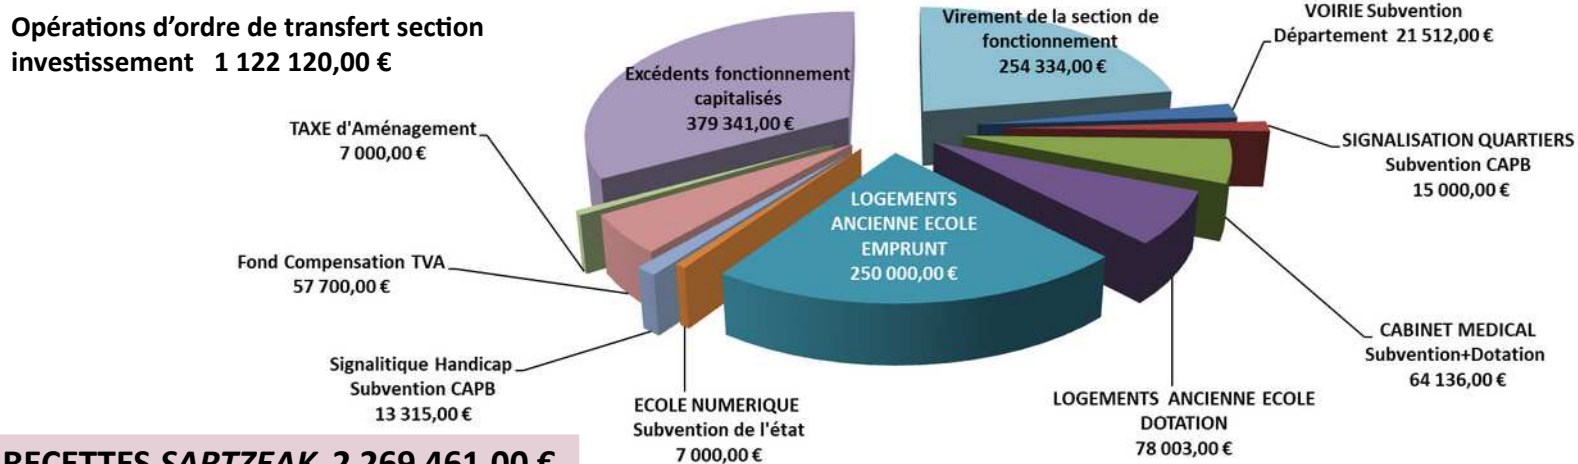 Opérations d'ordre de transfert section
investissement 1 122 120,00 €
Virement de la section de
fonctionnement
254 334,00 €
VOIRIE Subvention
Département 21 512,00 €
SIGNALISATION QUARTIERS
Subvention CAPB
15 000,00 €
CABINET MEDICAL
Subvention+Dotation
64 136,00 €
LOGEMENTS ANCIENNE ECOLE
DOTATION
78 003,00 €
LOGEMENTS
ANCIENNE ECOLE
EMPRUNT
250 000,00 €
ECOLE NUMERIQUE
Subvention de l'état
7 000,00 €
Signalitique Handicap
Subvention CAPB
13 315,00 €
Fond Compensation TVA
57 700,00 €
TAXE d'Aménagement
7 000,00 €
Excédents fonctionnement
capitalisés
379 341,00 €
RECETTES SARTZEAK 2 269 461,00 €